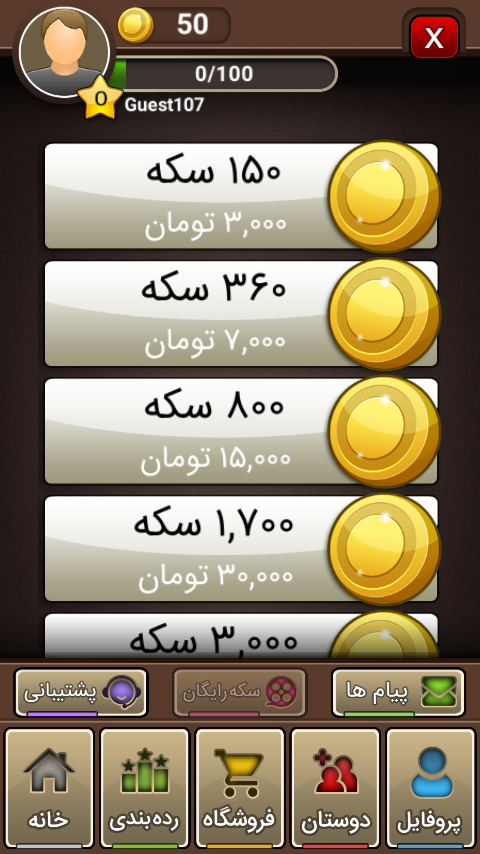 50
X
0/100
0
Guest107
۱۵۰ سکه
۳,۰۰۰ تومان
۳۶۰ سکه
۷,۰۰۰ تومان
۸۰۰ سکه
۱۵,۰۰۰ تومان
۱,۷۰۰ سکه
۳۰,۰۰۰ تومان
۳,۰۰۰ سکه
پیام ها
سکه رایگان
پشتیبانی
پروفایل
دوستان
فروشگاه
رده‌بندی
خانه